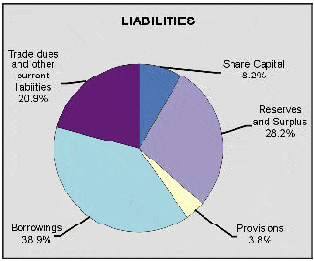 LIABILITIES
Trade dues
and other
current
liabiities
20.9%
Share Capital
8.2%
Reserves
and Surplus
28.2%
Borrowings
38.9%
Provisions
3.8%